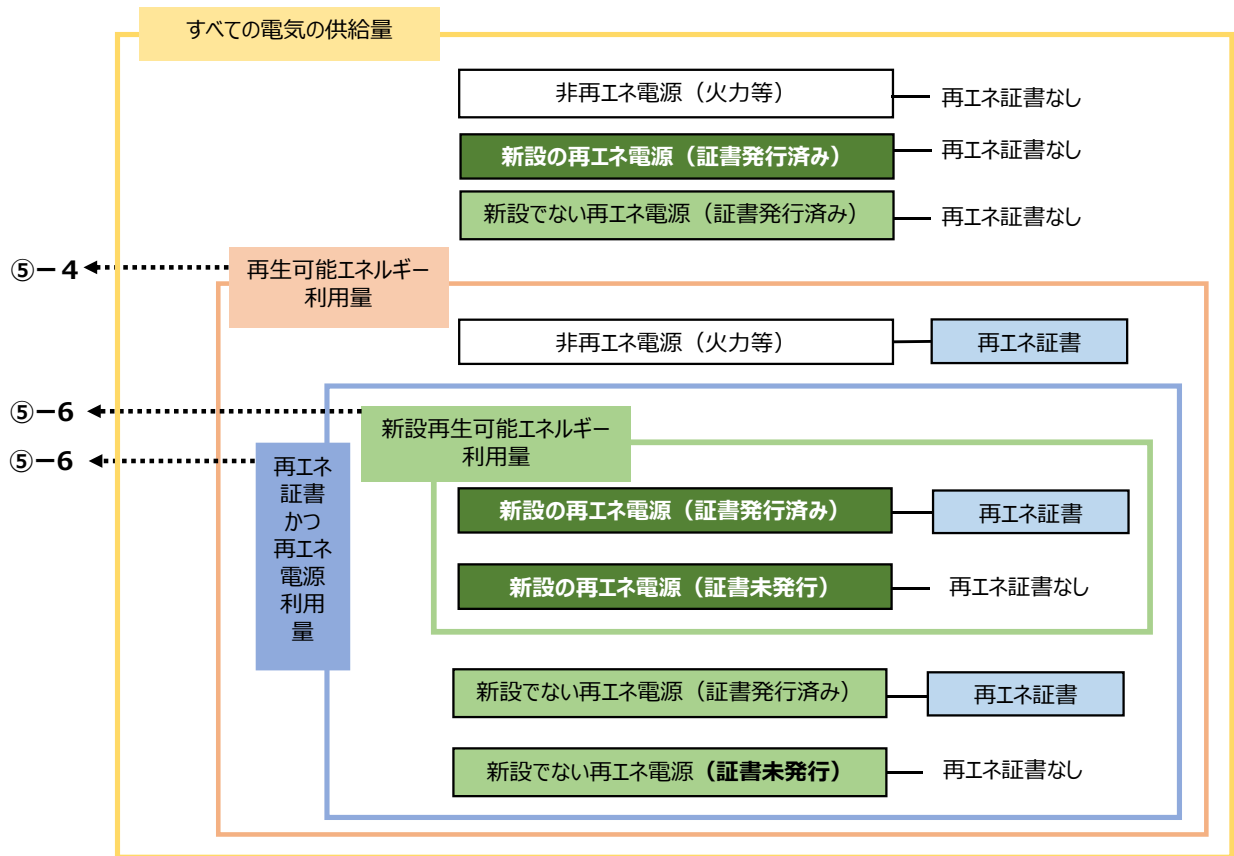 すべての電気の供給量
非再エネ電源（火力等） 再エネ証書なし
新設の再エネ電源（証書発行済み） 再エネ証書なし
新設でない再エネ電源（証書発行済み） 再エネ証書なし
⑤－4
再生可能エネルギー
利用量
非再エネ電源（火力等） 再エネ証書
⑤－6
新設再生可能エネルギー
利用量
⑤－6
再エネ
証書
かつ
再エネ
電源
利用
量
新設の再エネ電源（証書発行済み） 再エネ証書
新設の再エネ電源（証書未発行） 再エネ証書なし
新設でない再エネ電源（証書発行済み） 再エネ証書
新設でない再エネ電源（証書未発行） 再エネ証書なし